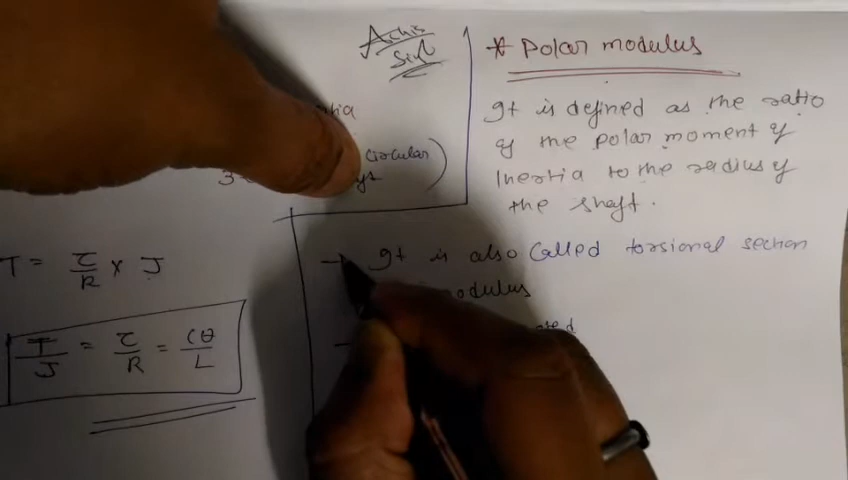 * Polar modulus
It is defined as the ratio
of the polar moment of
Inertia to the radius of
the shaft.
circular)
T = τ/R × J
T/J = τ/R = Cθ/L
→ It is also called torsional section
modulus